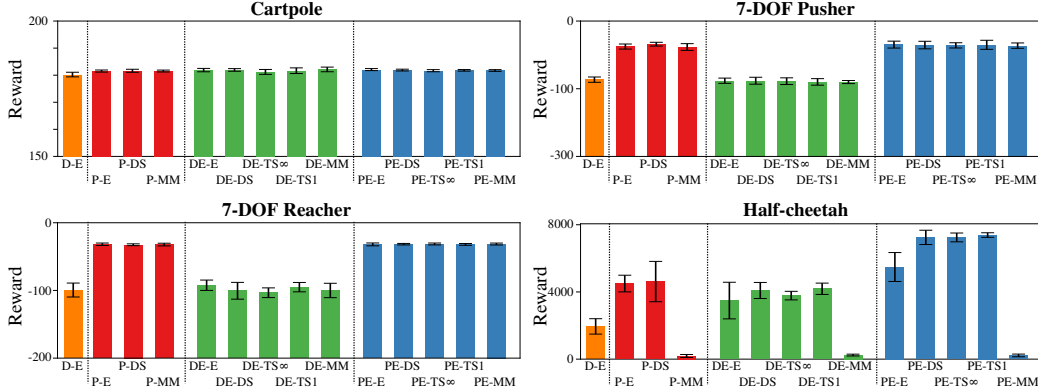 Cartpole
200
Reward
150
D-E P-DS DE-E DE-TS∞ DE-MM PE-DS PE-TS1
P-E P-MM DE-DS DE-TS1 PE-E PE-TS∞ PE-MM
7-DOF Pusher
-0
Reward
-100
-300
D-E P-DS DE-E DE-TS∞ DE-MM PE-DS PE-TS1
P-E P-MM DE-DS DE-TS1 PE-E PE-TS∞ PE-MM
7-DOF Reacher
-0
Reward
-100
-200
D-E P-DS DE-E DE-TS∞ DE-MM PE-DS PE-TS1
P-E P-MM DE-DS DE-TS1 PE-E PE-TS∞ PE-MM
Half-cheetah
8000
Reward
4000
0
D-E P-DS DE-E DE-TS∞ DE-MM PE-DS PE-TS1
P-E P-MM DE-DS DE-TS1 PE-E PE-TS∞ PE-MM